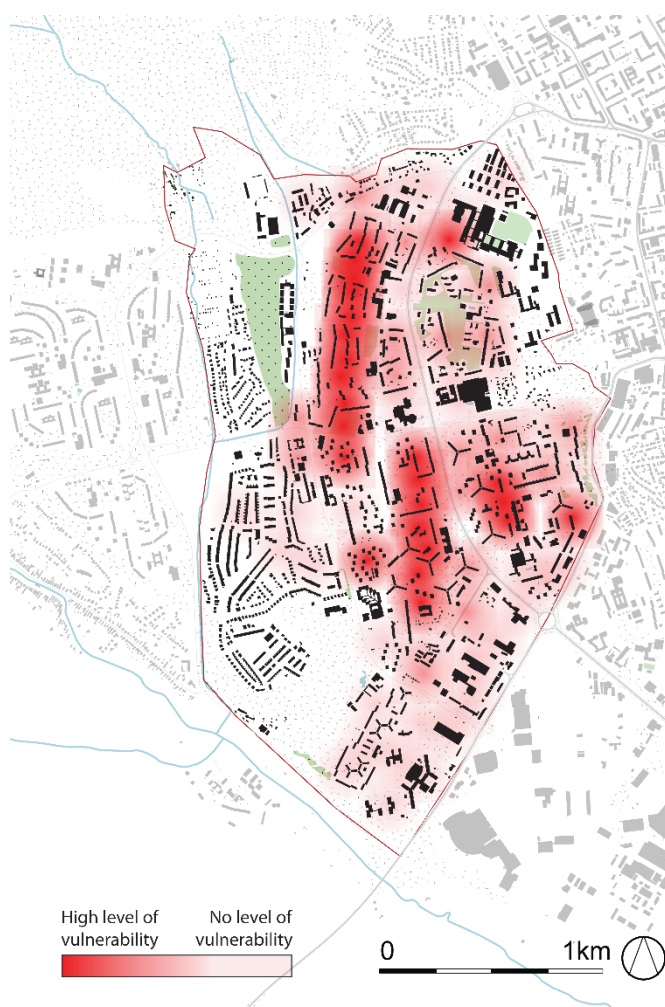 High level of
vulnerability
No level of
vulnerability
0
1km